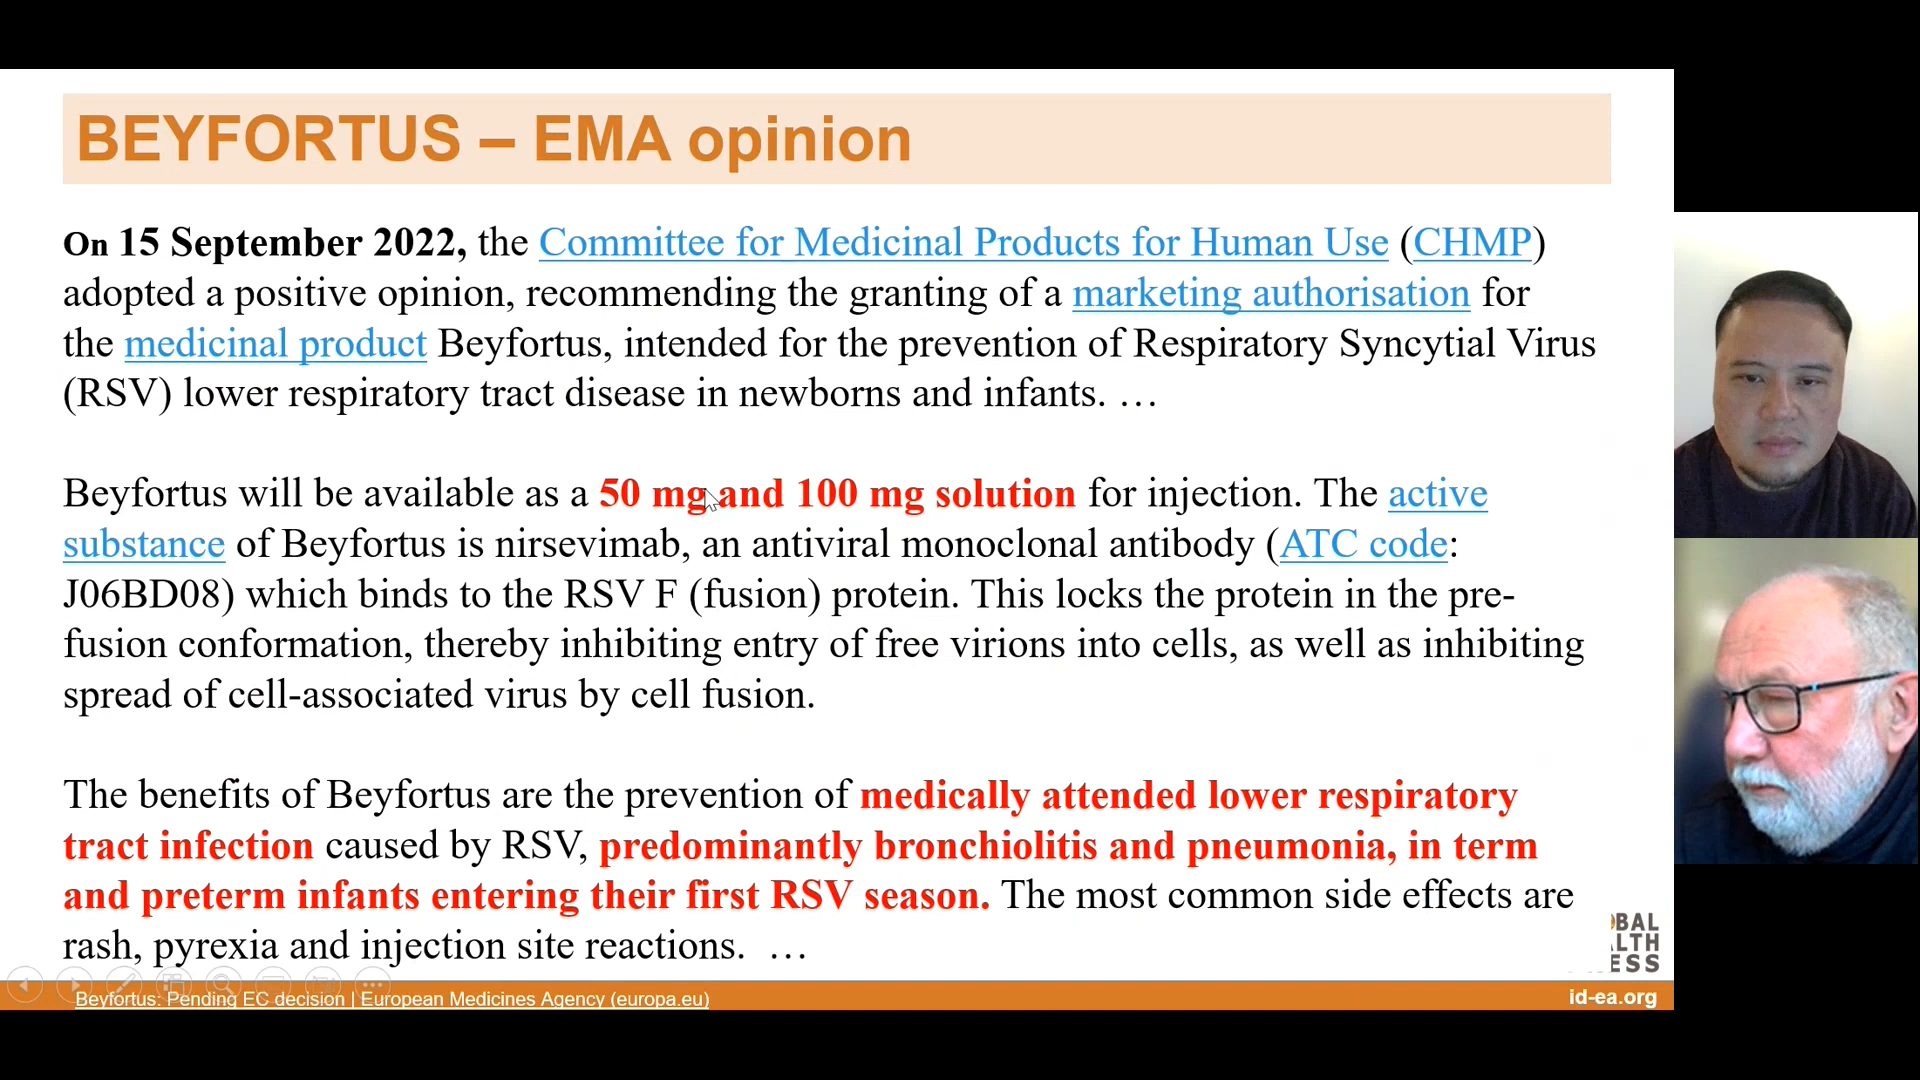 BEYFORTUS – EMA opinion
On 15 September 2022, the Committee for Medicinal Products for Human Use (CHMP)
adopted a positive opinion, recommending the granting of a marketing authorisation for
the medicinal product Beyfortus, intended for the prevention of Respiratory Syncytial Virus
(RSV) lower respiratory tract disease in newborns and infants. …
Beyfortus will be available as a 50 mg and 100 mg solution for injection. The active
substance of Beyfortus is nirsevimab, an antiviral monoclonal antibody (ATC code:
J06BD08) which binds to the RSV F (fusion) protein. This locks the protein in the pre-
fusion conformation, thereby inhibiting entry of free virions into cells, as well as inhibiting
spread of cell-associated virus by cell fusion.
The benefits of Beyfortus are the prevention of medically attended lower respiratory
tract infection caused by RSV, predominantly bronchiolitis and pneumonia, in term
and preterm infants entering their first RSV season. The most common side effects are
rash, pyrexia and injection site reactions. …
BAL
LTH
ESS
Beyfortus: Pending EC decision | European Medicines Agency (europa.eu)
id-ea.org